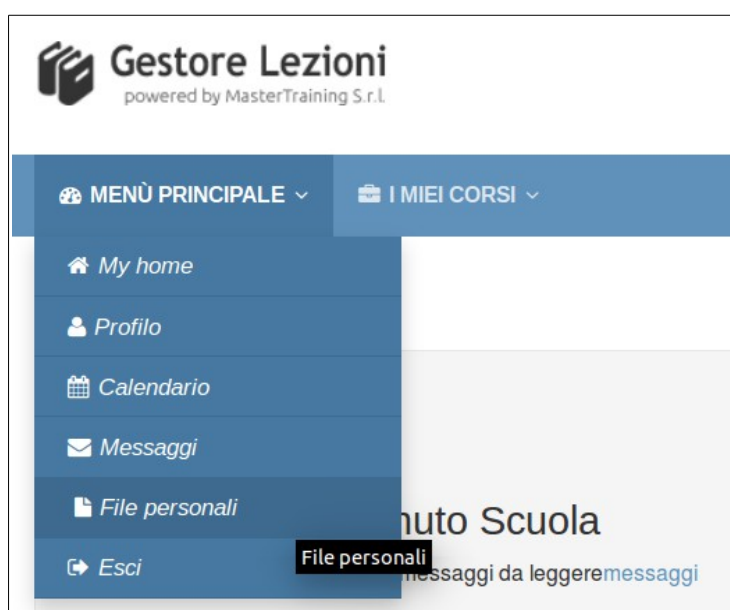 Gestore Lezioni
powered by MasterTraining S.r.l.
MENÙ PRINCIPALE I MIEI CORSI
My home
Profilo
Calendario
Messaggi
File personali
nuto Scuola
Esci
File personali
messaggi da leggeremessaggi